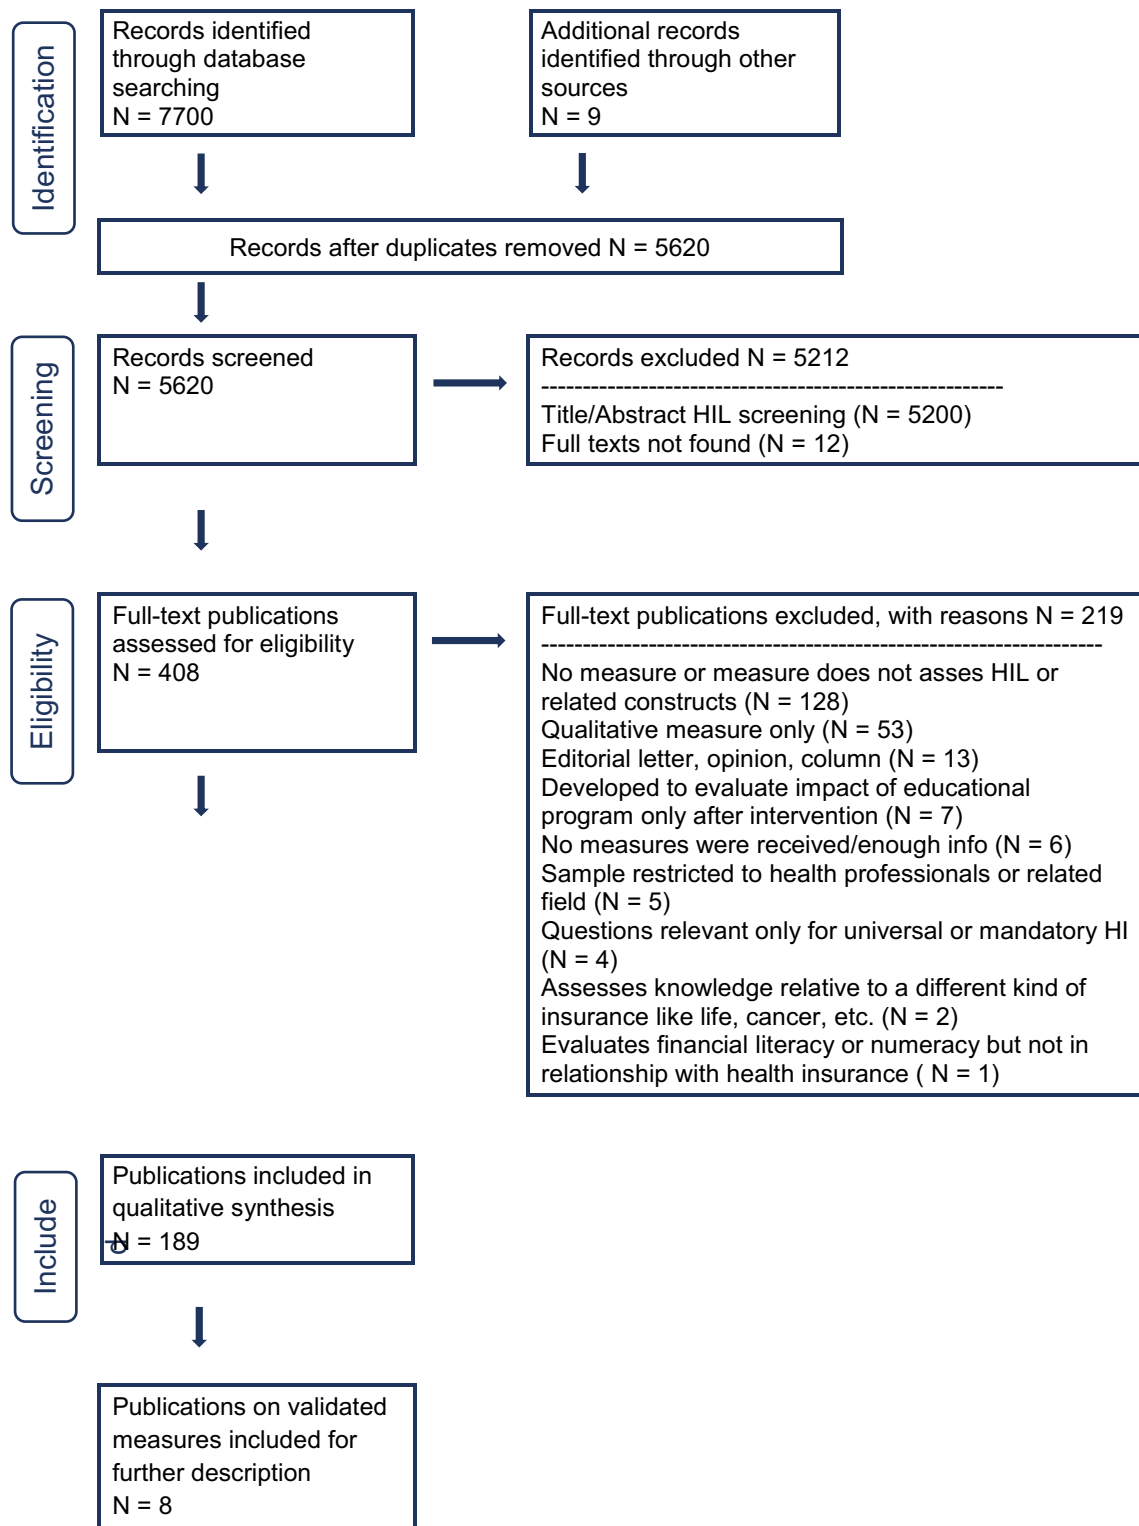 Identification
Records identified
through database
searching
N = 7700
Additional records
identified through other
sources
N = 9
Records after duplicates removed N = 5620
Screening
Records screened
N = 5620
Records excluded N = 5212
--------------------------------------------------------
Title/Abstract HIL screening (N = 5200)
Full texts not found (N = 12)
Eligibility
Full-text publications
assessed for eligibility
N = 408
Full-text publications excluded, with reasons N = 219
--------------------------------------------------------------------
No measure or measure does not asses HIL or
related constructs (N = 128)
Qualitative measure only (N = 53)
Editorial letter, opinion, column (N = 13)
Developed to evaluate impact of educational
program only after intervention (N = 7)
No measures were received/enough info (N = 6)
Sample restricted to health professionals or related
field (N = 5)
Questions relevant only for universal or mandatory HI
(N = 4)
Assesses knowledge relative to a different kind of
insurance like life, cancer, etc. (N = 2)
Evaluates financial literacy or numeracy but not in
relationship with health insurance ( N = 1)
Include
Publications included in
qualitative synthesis
N = 189
Publications on validated
measures included for
further description
N = 8